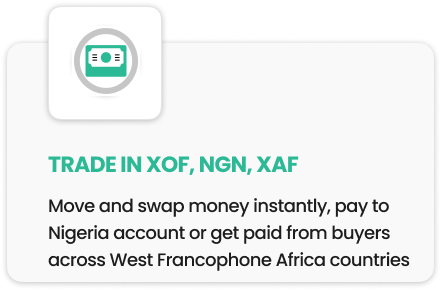 TRADE IN XOF, NGN, XAF
Move and swap money instantly, pay to
Nigeria account or get paid from buyers
across West Francophone Africa countries